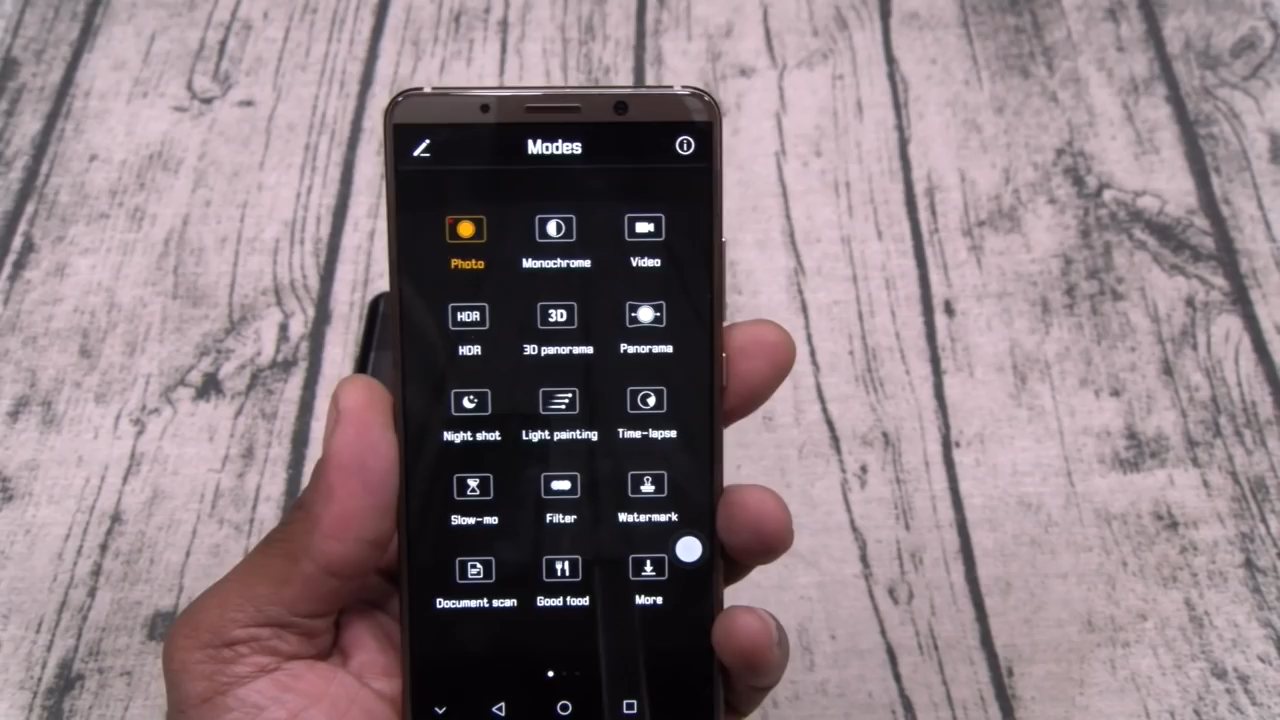 Modes
Photo
Monochrome
Video
HDR
3D
HDR
3D panorama
Panorama
Night shot
Light painting
Time-lapse
Slow-mo
Filter
Watermark
Document scan
Good food
More